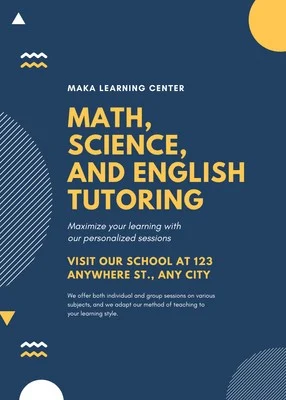 MAKA LEARNING CENTER
MATH,
SCIENCE,
AND ENGLISH
TUTORING
Maximize your learning with
our personalized sessions
VISIT OUR SCHOOL AT 123
ANYWHERE ST., ANY CITY
We offer both individual and group sessions on various
subjects, and we adapt our method of teaching to
your learning style.